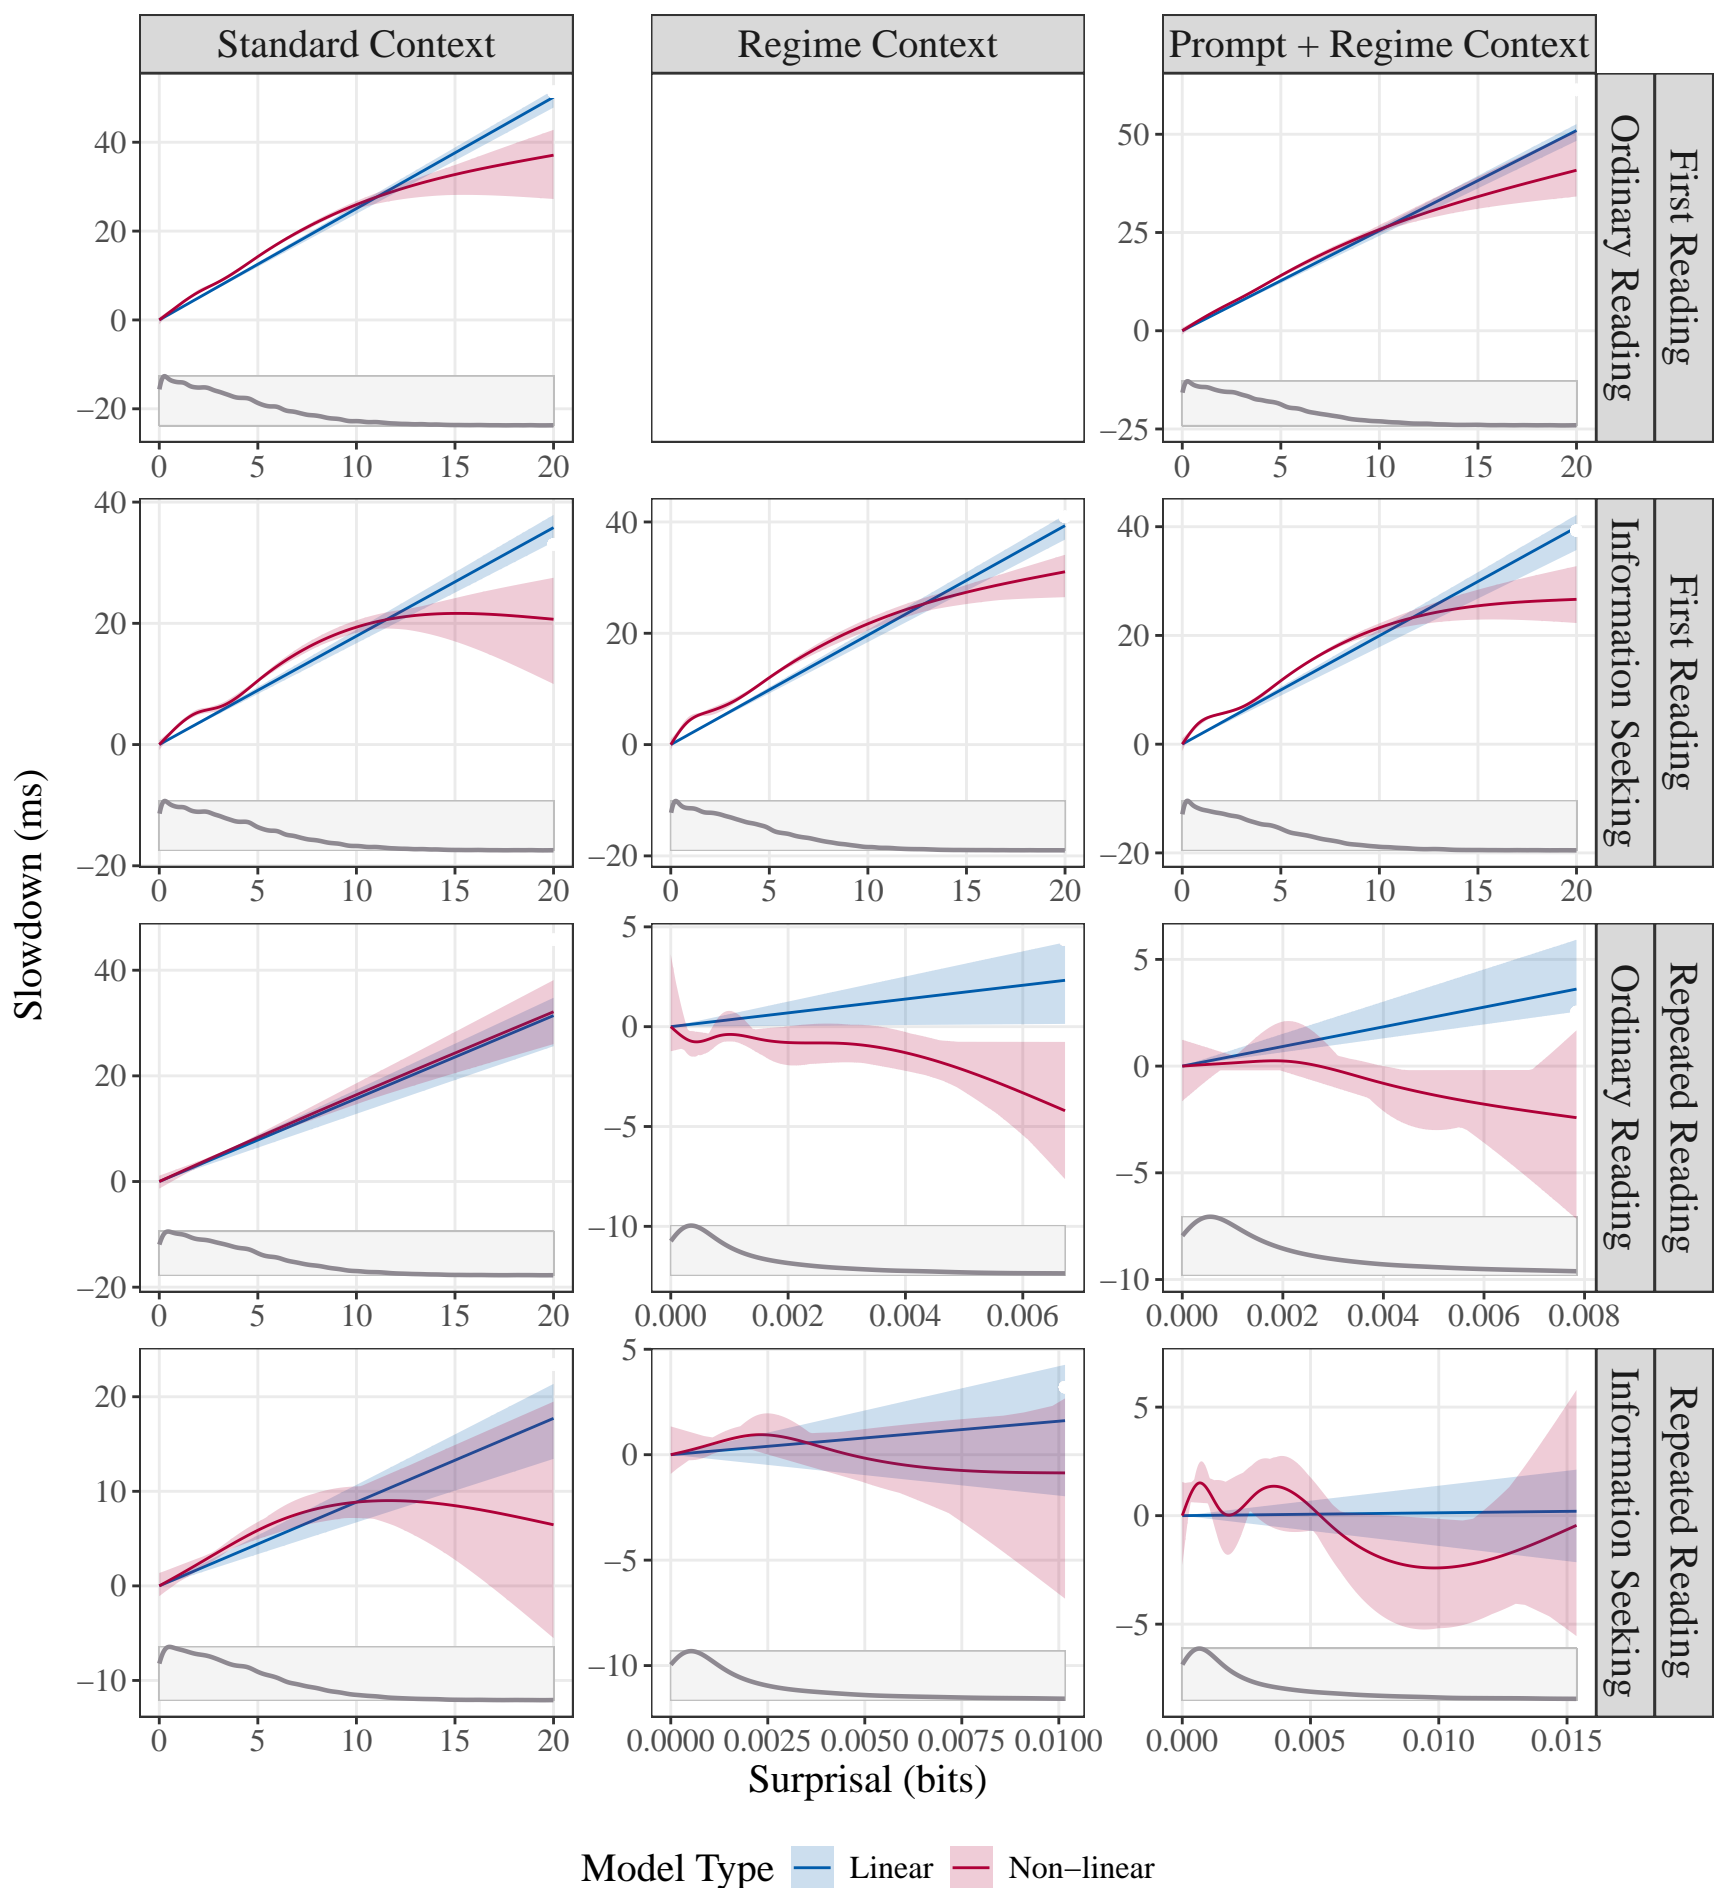 Standard Context
Regime Context
Prompt + Regime Context
Slowdown (ms)
40
20
0
−20
0 5 10 15 20
50
25
0
−25
0 5 10 15 20
Ordinary Reading
First Reading
40
20
0
−20
0 5 10 15 20
40
20
0
−20
0 5 10 15 20
40
20
0
−20
0 5 10 15 20
Information Seeking
First Reading
40
20
0
−20
0 5 10 15 20
5
0
−5
−10
0.000 0.002 0.004 0.006
5
0
−5
−10
0.000 0.002 0.004 0.006 0.008
Ordinary Reading
Repeated Reading
20
10
0
−10
0 5 10 15 20
5
0
−5
−10
0.0000 0.0025 0.0050 0.0075 0.0100
5
0
−5
0.000 0.005 0.010 0.015
Information Seeking
Repeated Reading
Surprisal (bits)
Model Type Linear Non−linear